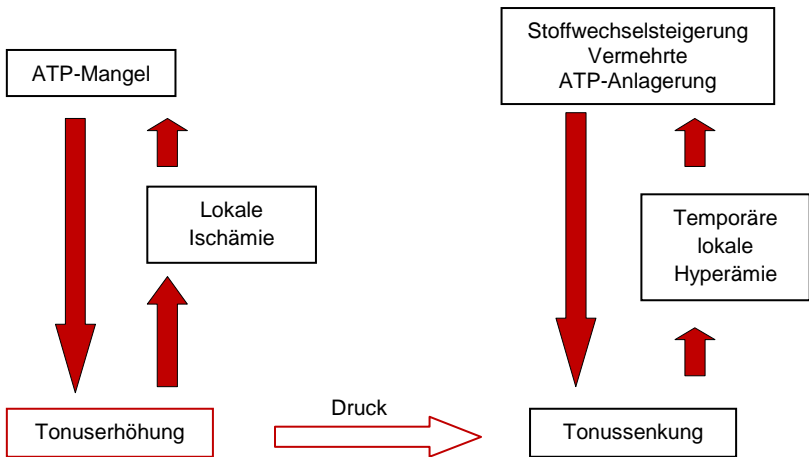 ATP-Mangel
Lokale
Ischämie
Tonuserhöhung
Druck
Stoffwechselsteigerung
Vermehrte
ATP-Anlagerung
Temporäre
lokale
Hyperämie
Tonussenkung